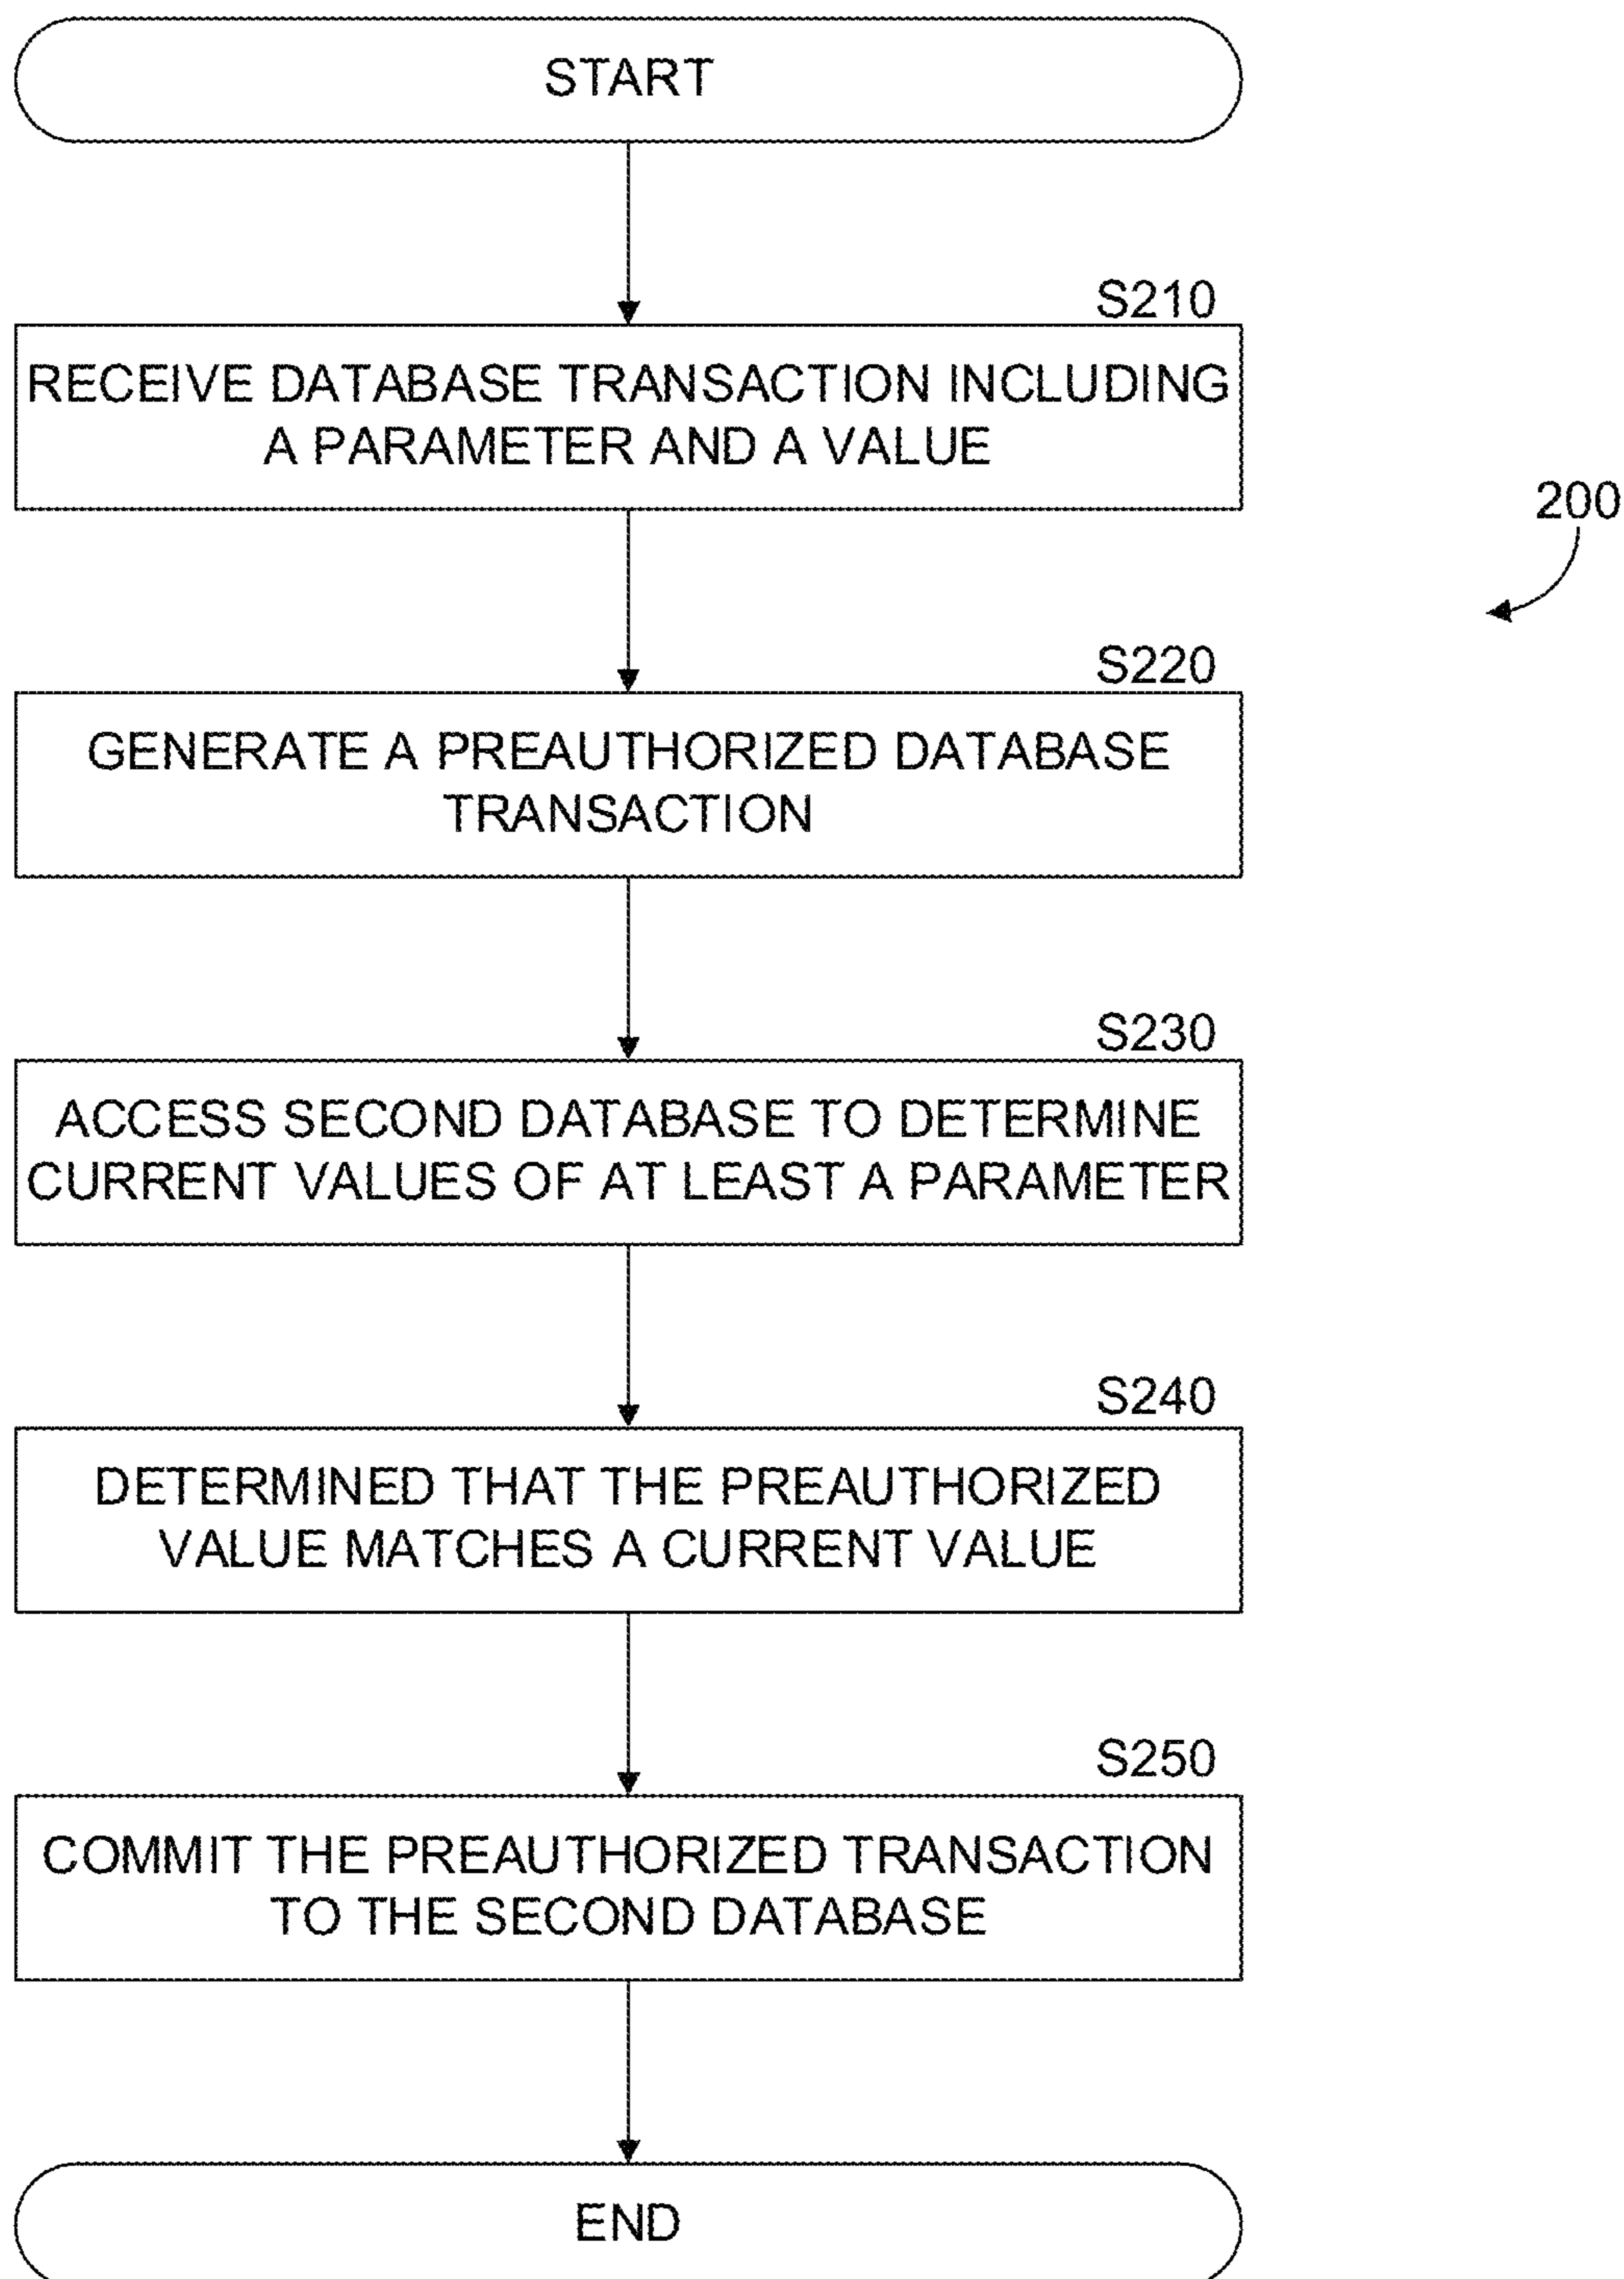 START
S210
RECEIVE DATABASE TRANSACTION INCLUDING
A PARAMETER AND A VALUE
200
S220
GENERATE A PREAUTHORIZED DATABASE
TRANSACTION
S230
ACCESS SECOND DATABASE TO DETERMINE
CURRENT VALUES OF AT LEAST A PARAMETER
S240
DETERMINED THAT THE PREAUTHORIZED
VALUE MATCHES A CURRENT VALUE
S250
COMMIT THE PREAUTHORIZED TRANSACTION
TO THE SECOND DATABASE
END